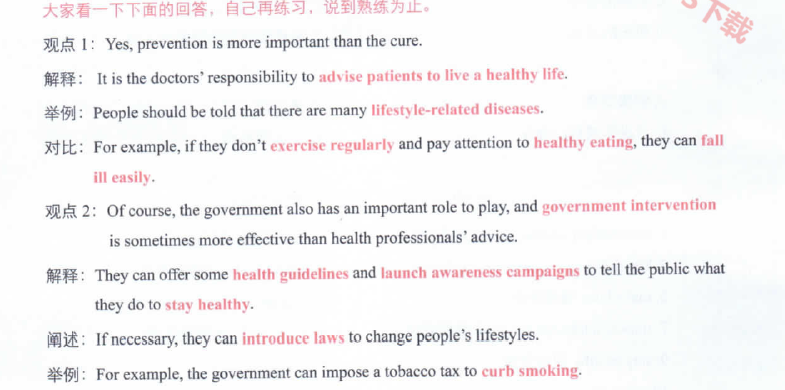 大家看一下下面的回答，自己再练习，说到熟练为止。
下载
观点 1：Yes, prevention is more important than the cure.
解释：It is the doctors' responsibility to advise patients to live a healthy life.
举例：People should be told that there are many lifestyle-related diseases.
对比：For example, if they don't exercise regularly and pay attention to healthy eating, they can fall
ill easily.
观点 2：Of course, the government also has an important role to play, and government intervention
is sometimes more effective than health professionals' advice.
解释：They can offer some health guidelines and launch awareness campaigns to tell the public what
they do to stay healthy.
阐述：If necessary, they can introduce laws to change people's lifestyles.
举例：For example, the government can impose a tobacco tax to curb smoking.